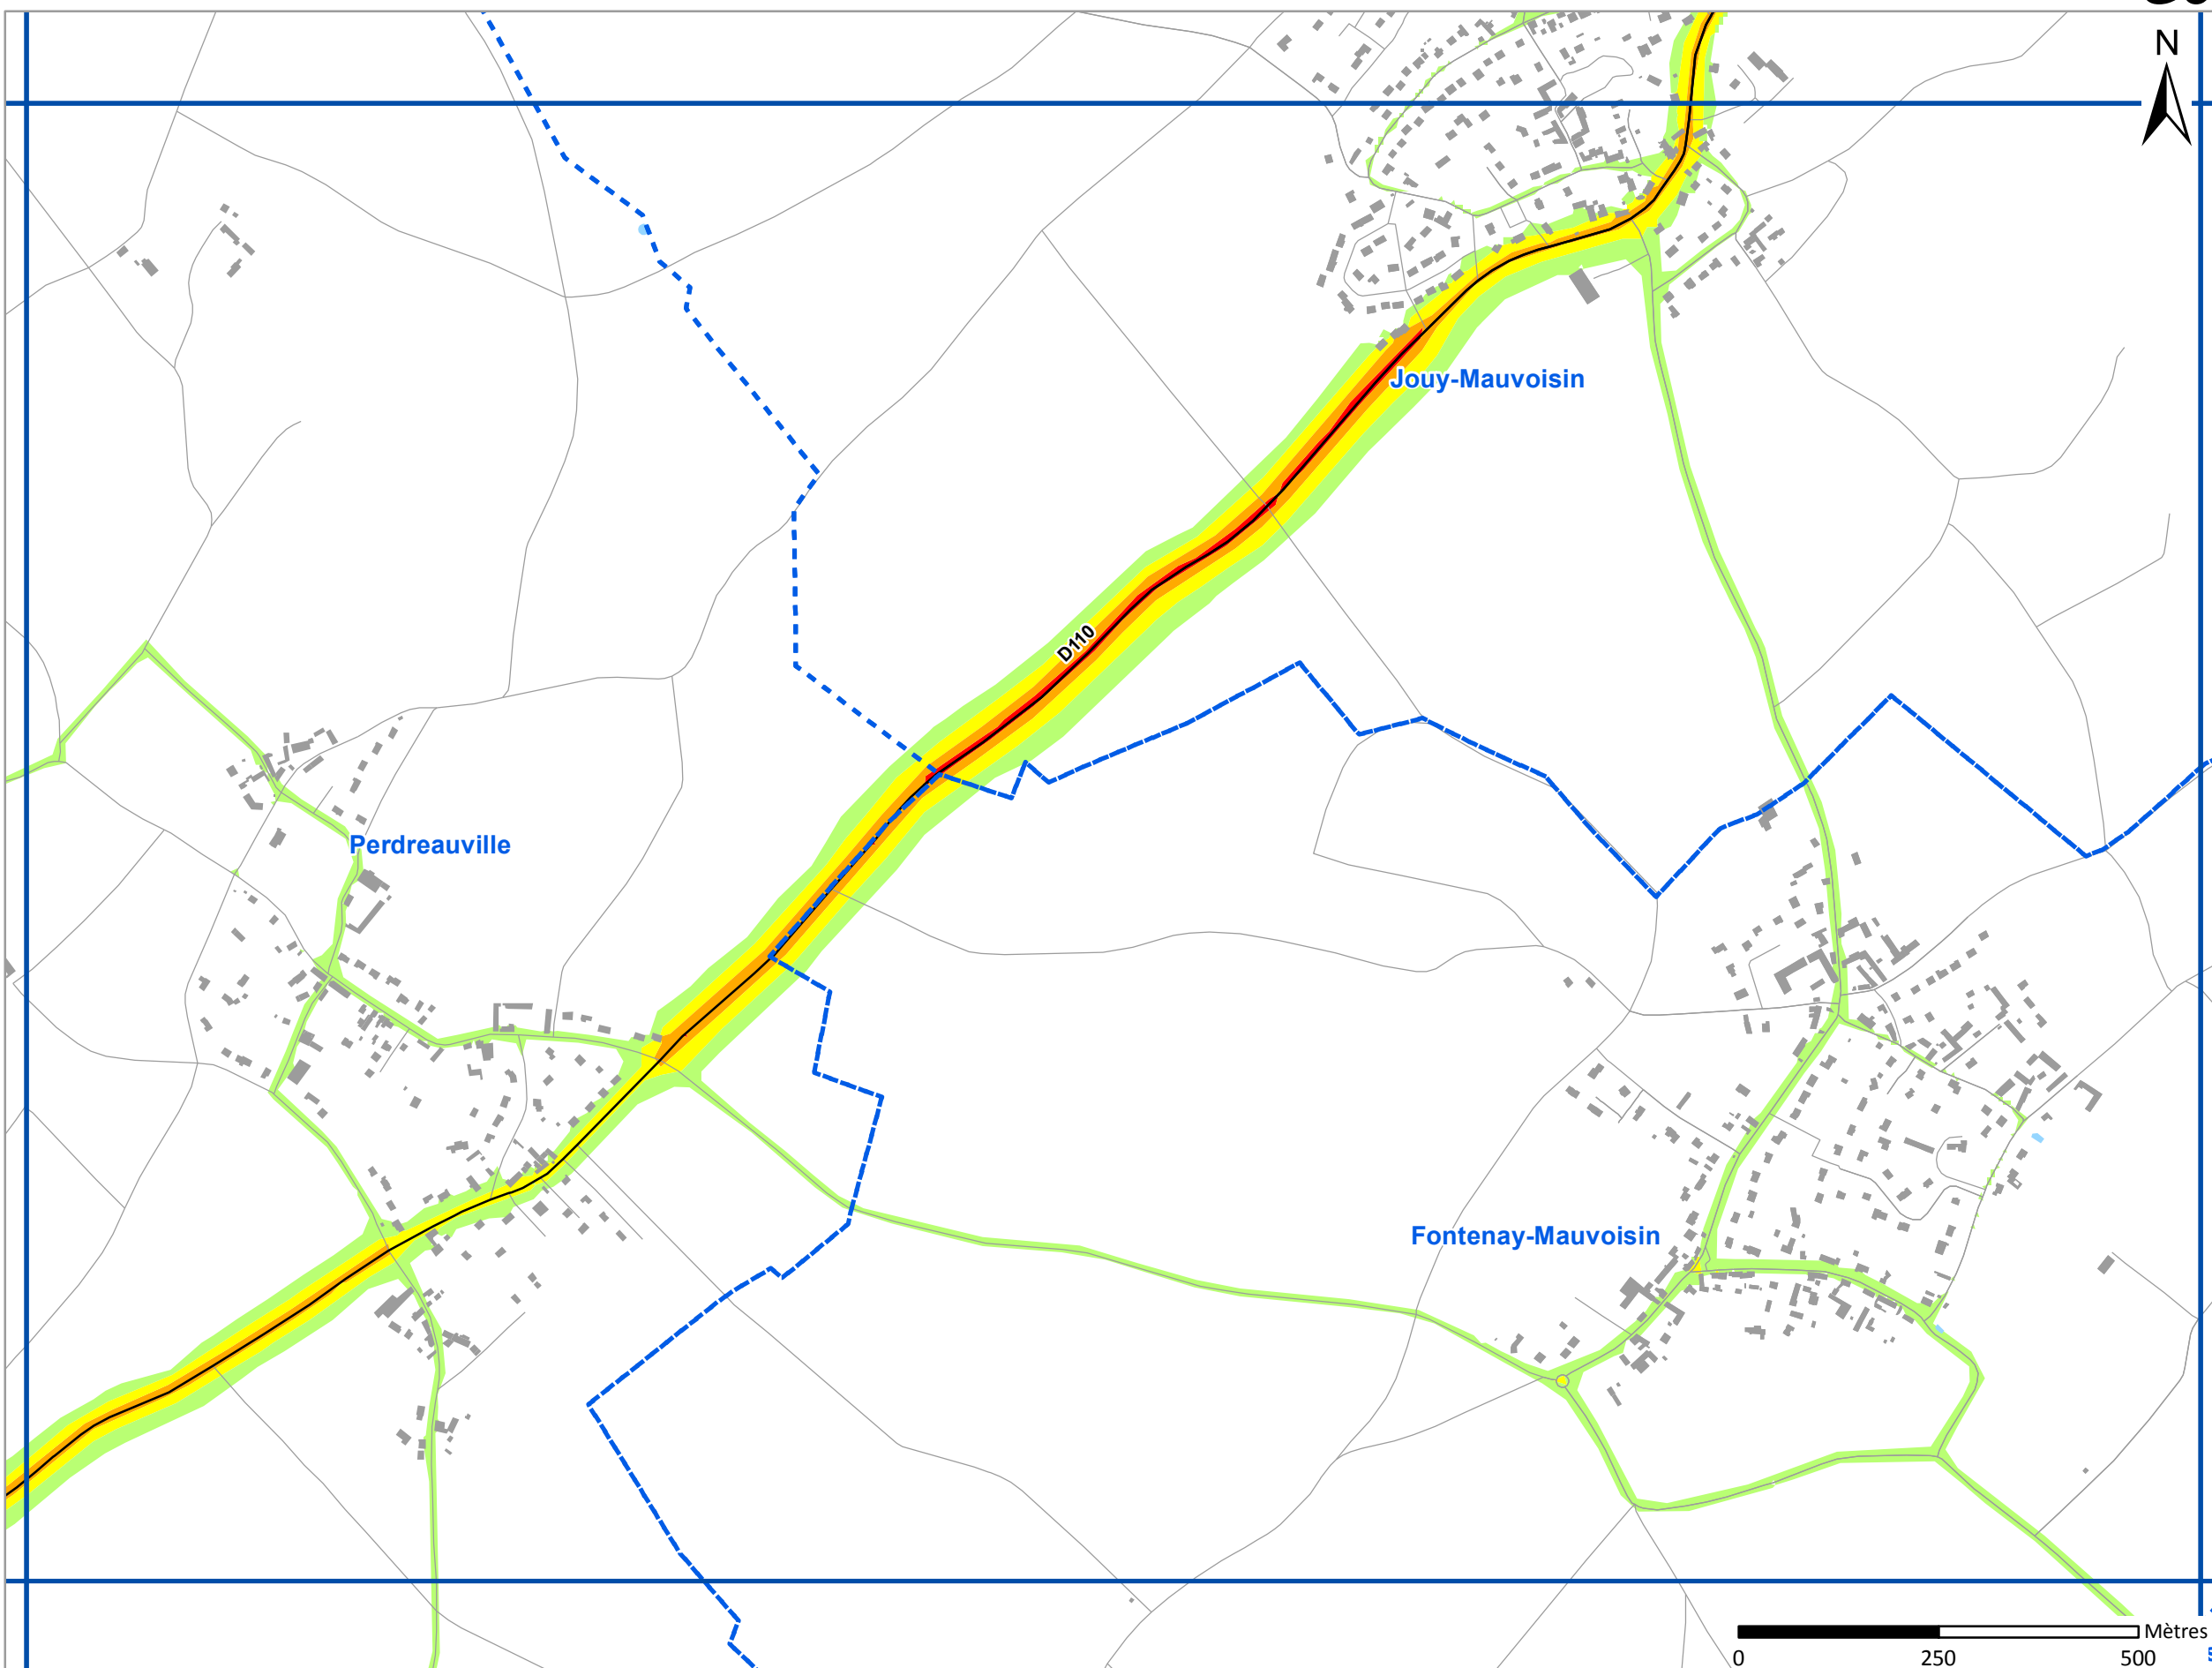 N
Jouy-Mauvoisin
D110
Perdreauville
Fontenay-Mauvoisin
Mètres
0 250 500